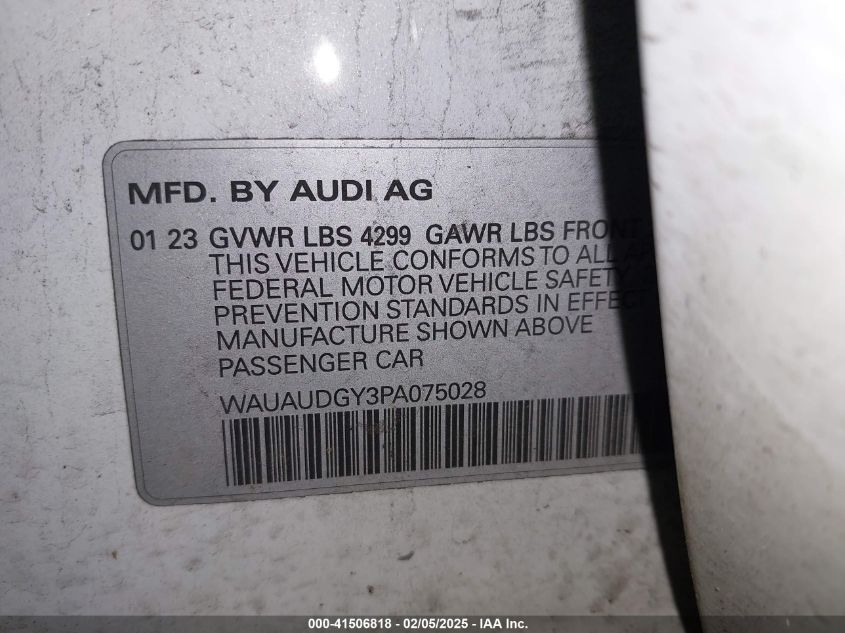 MFD. BY AUDI AG
01 23 GVWR LBS 4299 GAWR LBS FRONT
THIS VEHICLE CONFORMS TO ALL
FEDERAL MOTOR VEHICLE SAFETY
PREVENTION STANDARDS IN EFFECT
MANUFACTURE SHOWN ABOVE
PASSENGER CAR
WAUAUDGY3PA075028
000-41506818 - 02/05/2025 - IAA Inc.